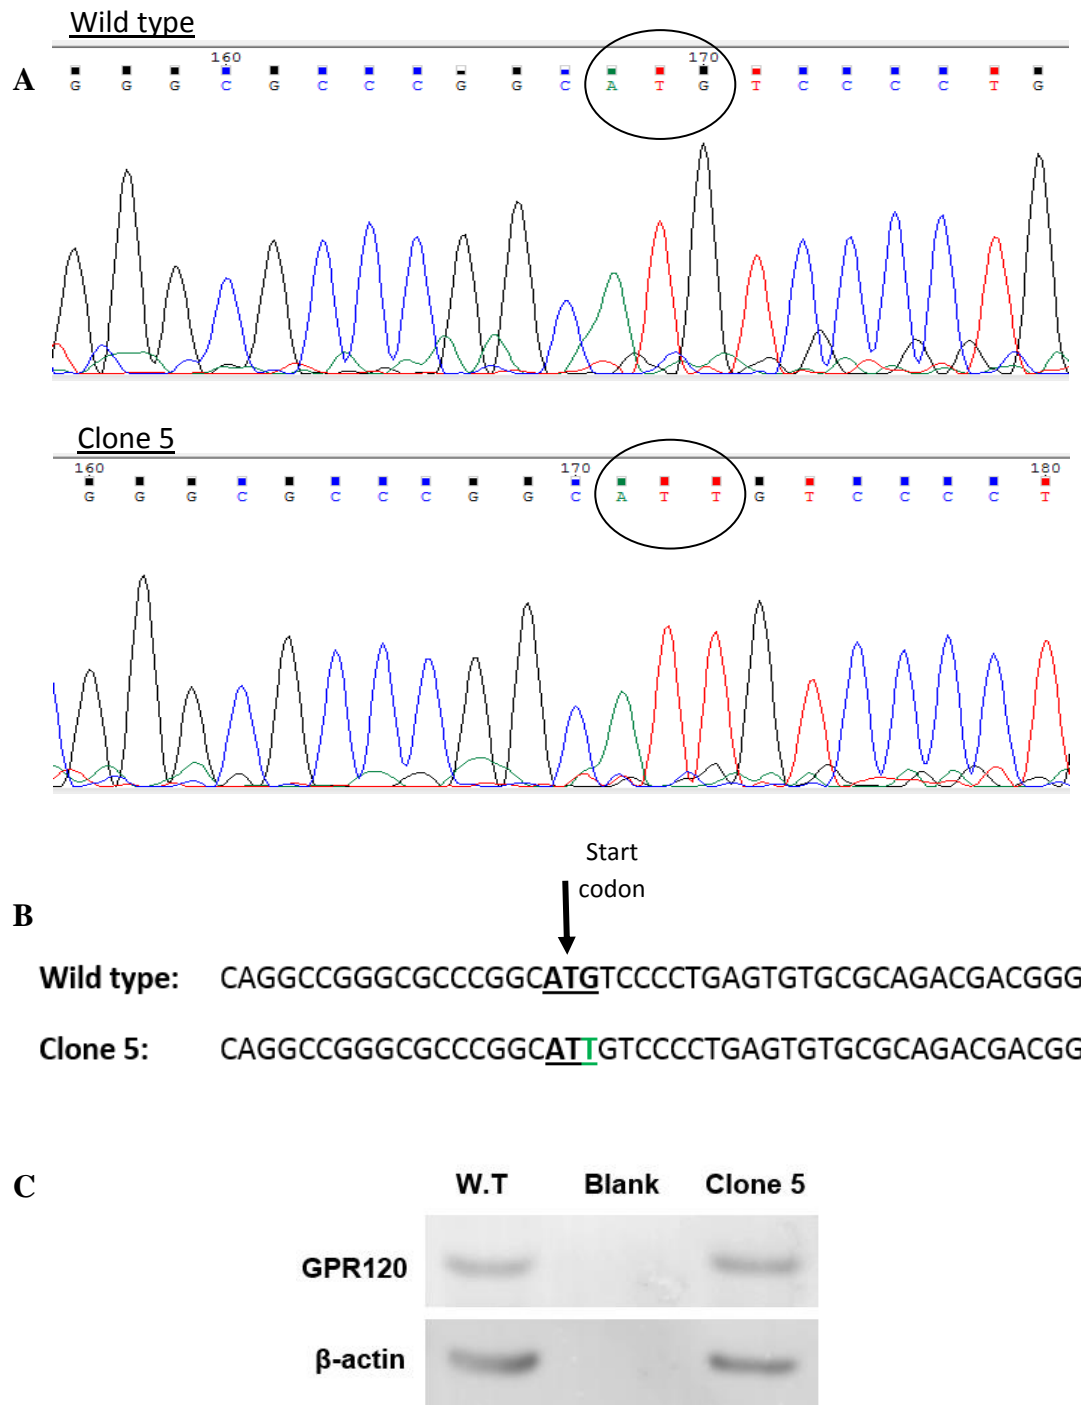 Wild type
A
160 170
G G G C G C C C G G C A T G T C C C C T G
Clone 5
160 170 180
G G G C G C C C G G C A T T G T C C C C T
Start
codon
B
Wild type: CAGGCCGGGCGCCCGGCATGTCCCCTGAGTGTGCGCAGACGACGGG
Clone 5: CAGGCCGGGCGCCCGGCATTGTCCCCTGAGTGTGCGCAGACGACGG
C
W.T Blank Clone 5
GPR120
β-actin